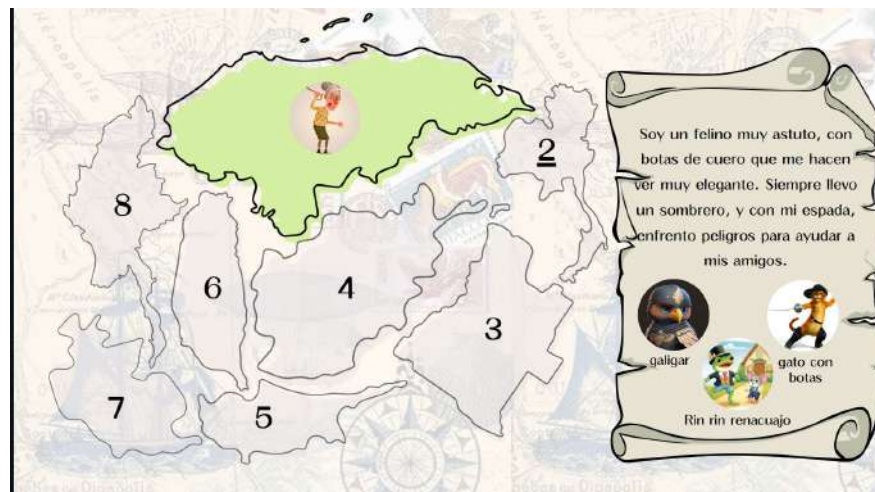 8
6
4
2
3
7
5
Soy un felino muy astuto, con
botas de cuero que me hacen
ver muy elegante. Siempre llevo
un sombrero, y con mi espada,
enfrento peligros para ayudar a
mis amigos.
galigar
gato con
botas
Rin rin renacuajo